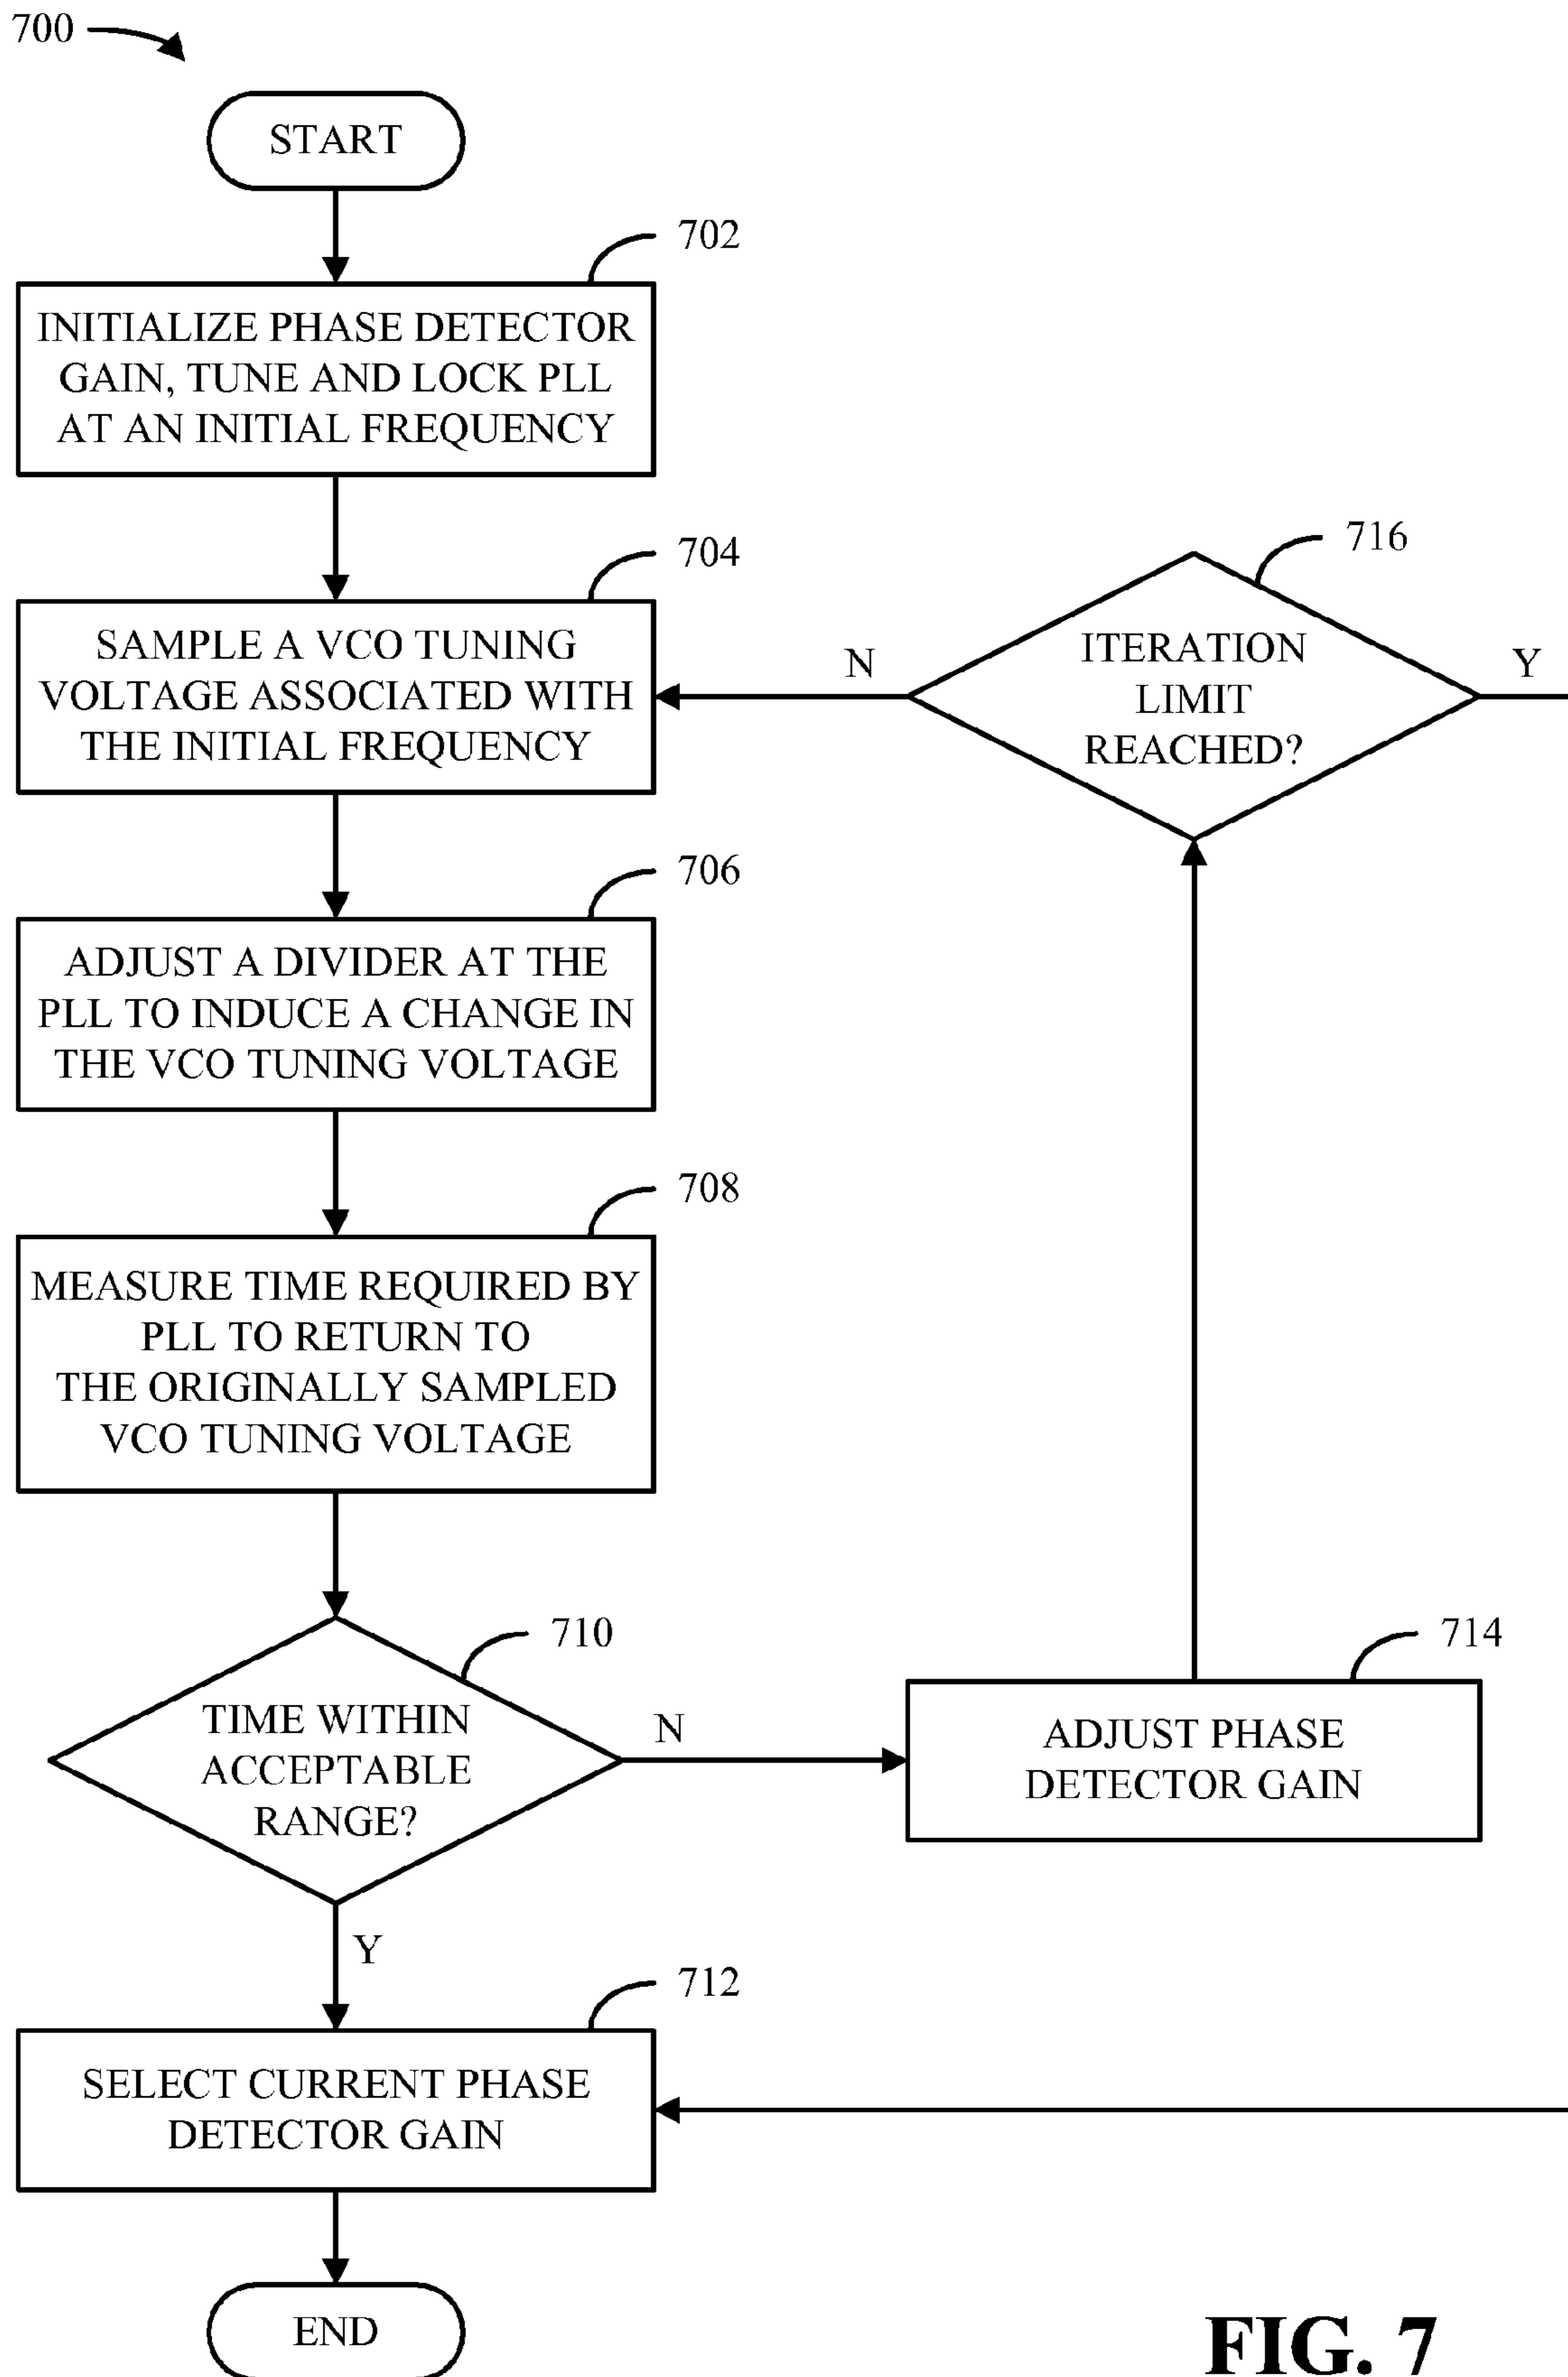 700
START
702
INITIALIZE PHASE DETECTOR
GAIN, TUNE AND LOCK PLL
AT AN INITIAL FREQUENCY
704
SAMPLE A VCO TUNING
VOLTAGE ASSOCIATED WITH
THE INITIAL FREQUENCY
716
ITERATION
LIMIT
REACHED?
N
Y
706
ADJUST A DIVIDER AT THE
PLL TO INDUCE A CHANGE IN
THE VCO TUNING VOLTAGE
708
MEASURE TIME REQUIRED BY
PLL TO RETURN TO
THE ORIGINALLY SAMPLED
VCO TUNING VOLTAGE
710
TIME WITHIN
ACCEPTABLE
RANGE?
N
Y
714
ADJUST PHASE
DETECTOR GAIN
712
SELECT CURRENT PHASE
DETECTOR GAIN
END
FIG. 7